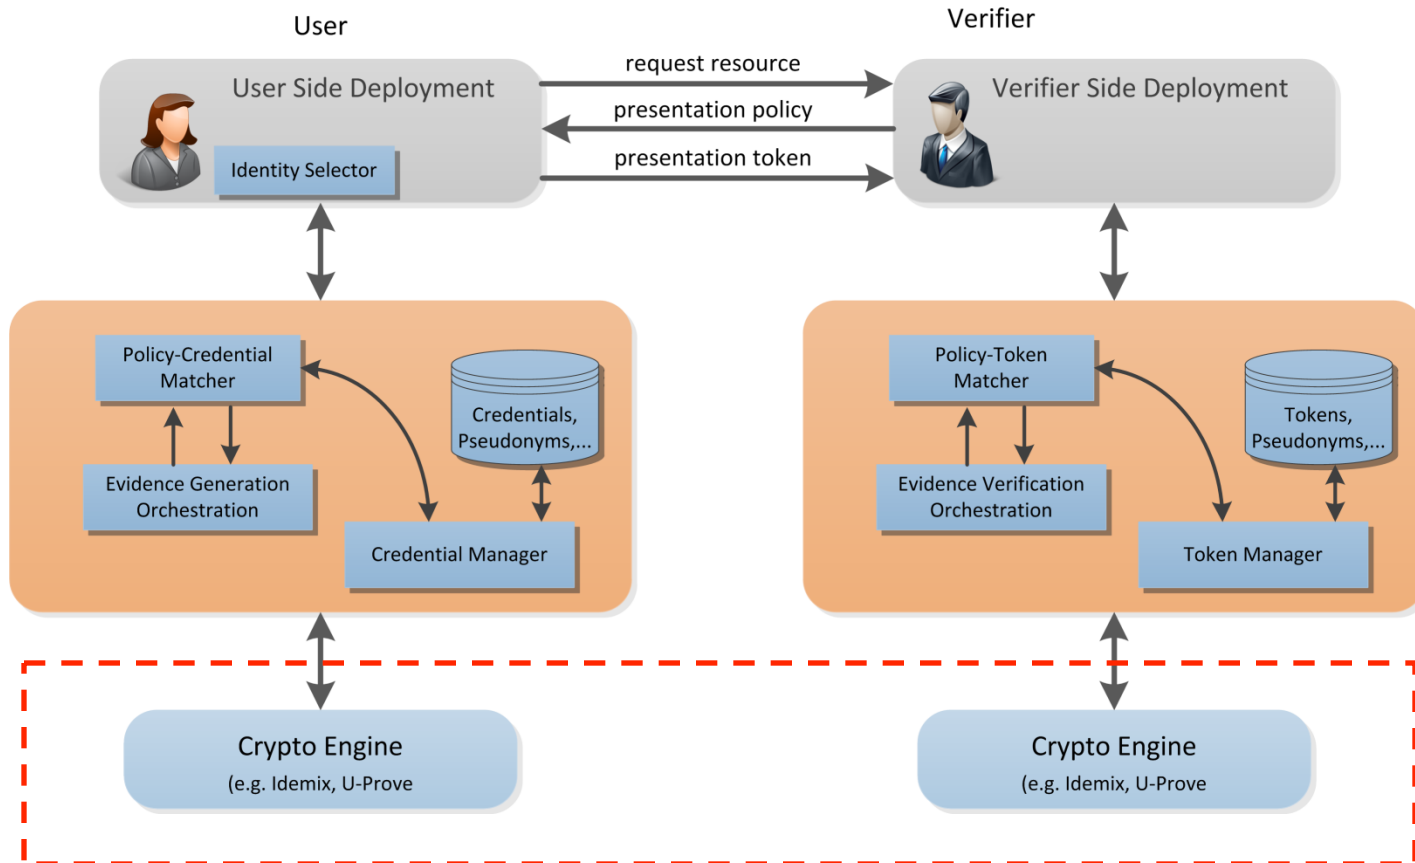 User
Verifier
User Side Deployment
request resource
Verifier Side Deployment
presentation policy
presentation token
Identity Selector
Policy-Credential
Matcher
Credentials,
Pseudonyms,...
Evidence Generation
Orchestration
Credential Manager
Policy-Token
Matcher
Tokens,
Pseudonyms,...
Evidence Verification
Orchestration
Token Manager
Crypto Engine
(e.g. Idemix, U-Prove
Crypto Engine
(e.g. Idemix, U-Prove